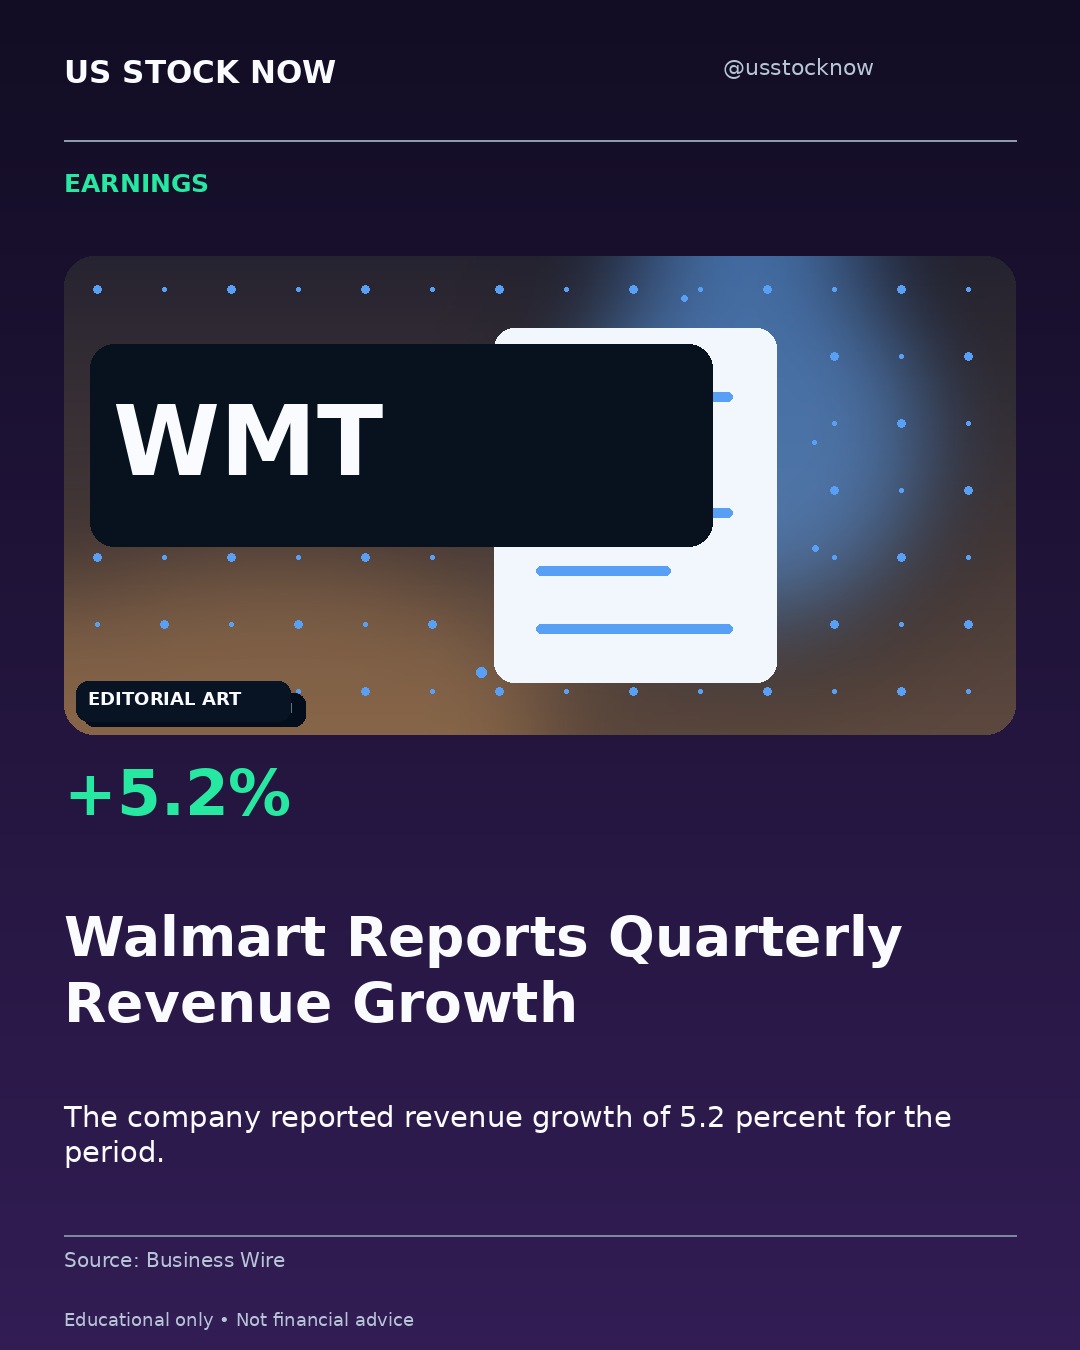 US STOCK NOW
@usstocknow
EARNINGS
WMT
EDITORIAL ART
+5.2%
Walmart Reports Quarterly
Revenue Growth
The company reported revenue growth of 5.2 percent for the
period.
Source: Business Wire
Educational only • Not financial advice